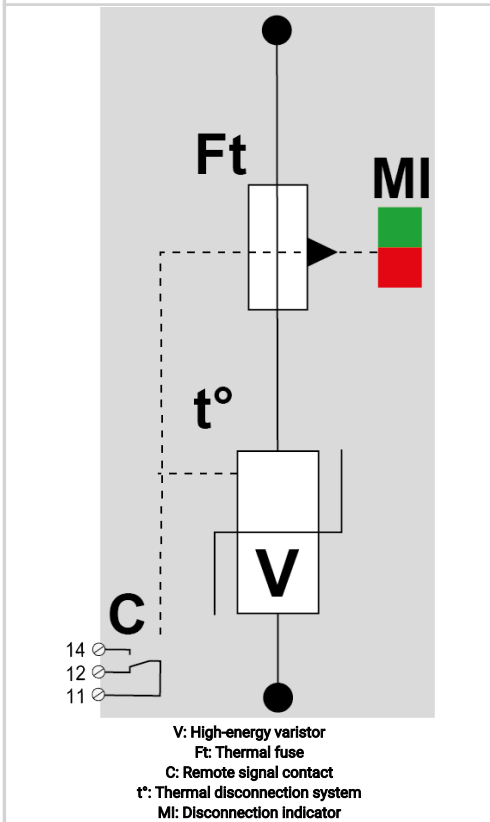 Ft
MI
t°
V
C
14
12
11
V: High-energy varistor
Ft: Thermal fuse
C: Remote signal contact
t°: Thermal disconnection system
MI: Disconnection indicator